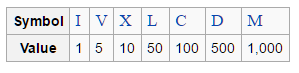 Symbol I V X L C D M
Value 1 5 10 50 100 500 1,000